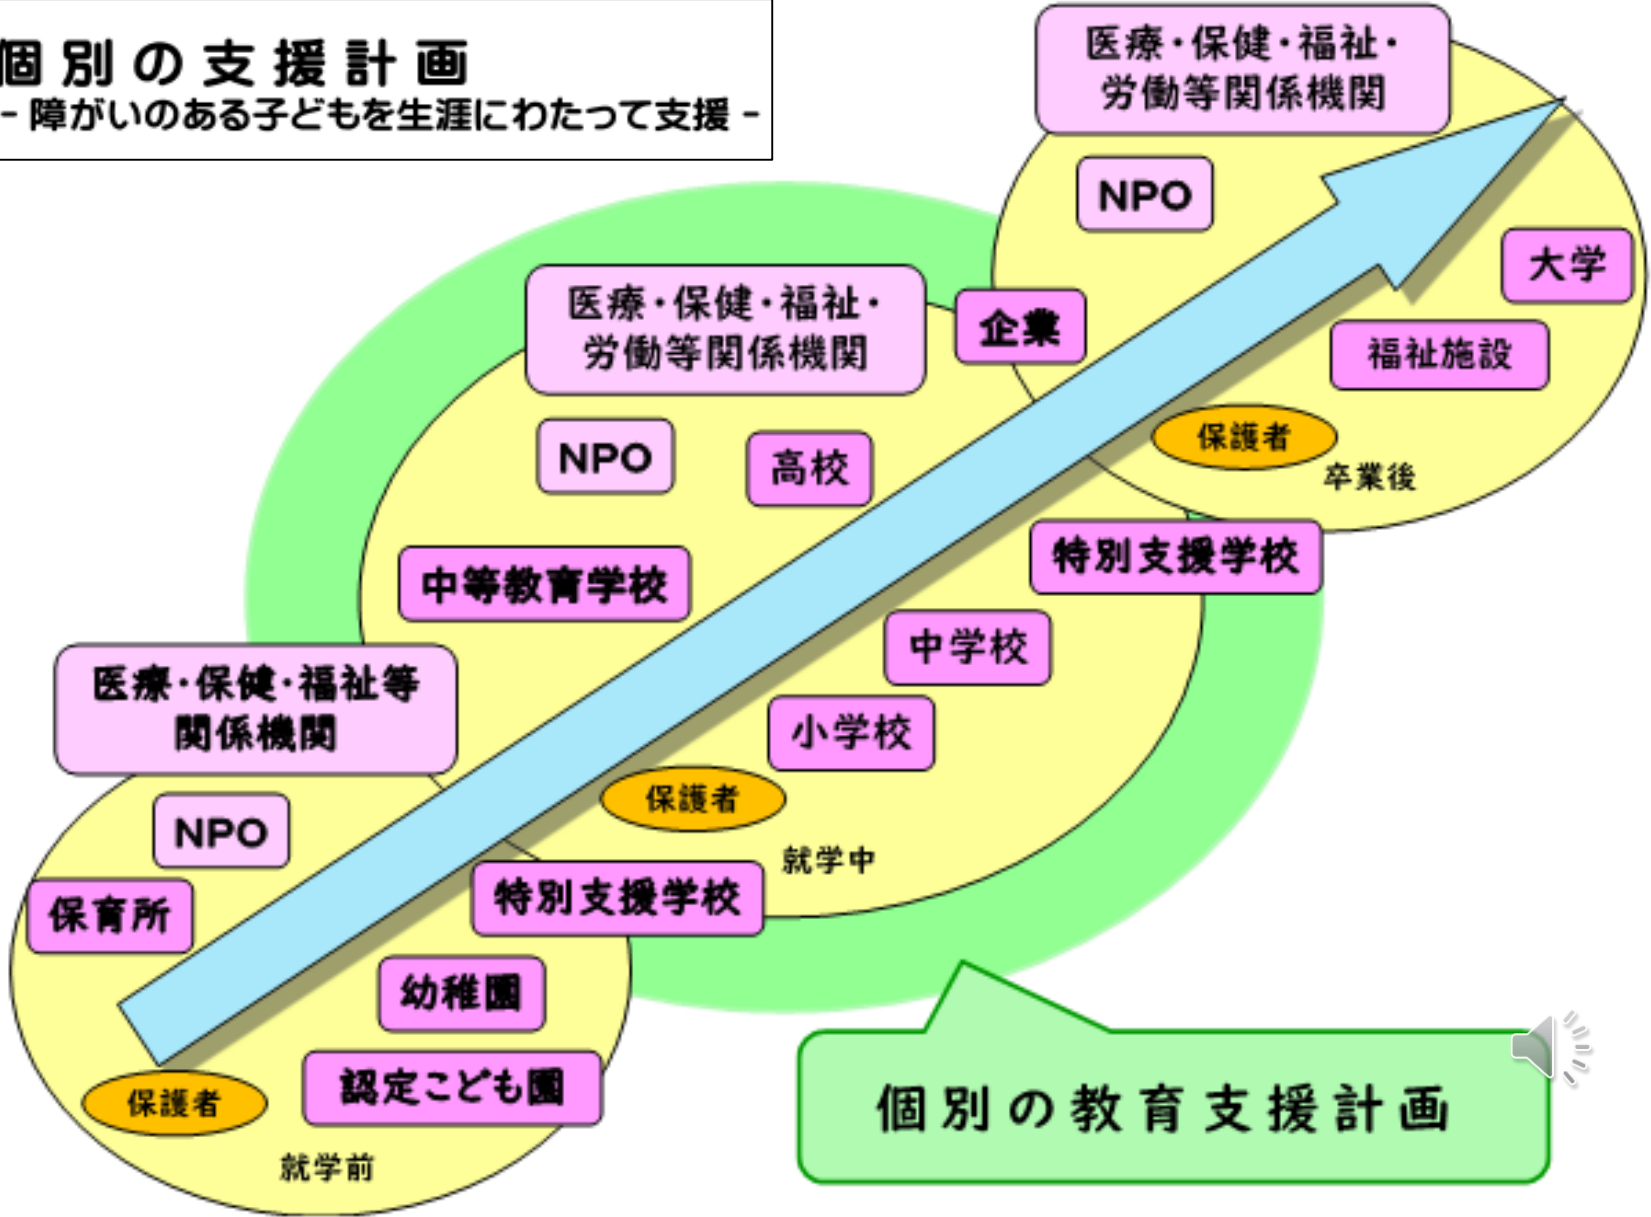 個別の支援計画
- 障がいのある子どもを生涯にわたって支援 -
医療・保健・福祉・
労働等関係機関
NPO
大学
企業
福祉施設
保護者
卒業後
医療・保健・福祉・
労働等関係機関
NPO
高校
中等教育学校
特別支援学校
中学校
小学校
保護者
就学中
医療・保健・福祉等
関係機関
NPO
保育所
特別支援学校
幼稚園
認定こども園
保護者
就学前
個別の教育支援計画